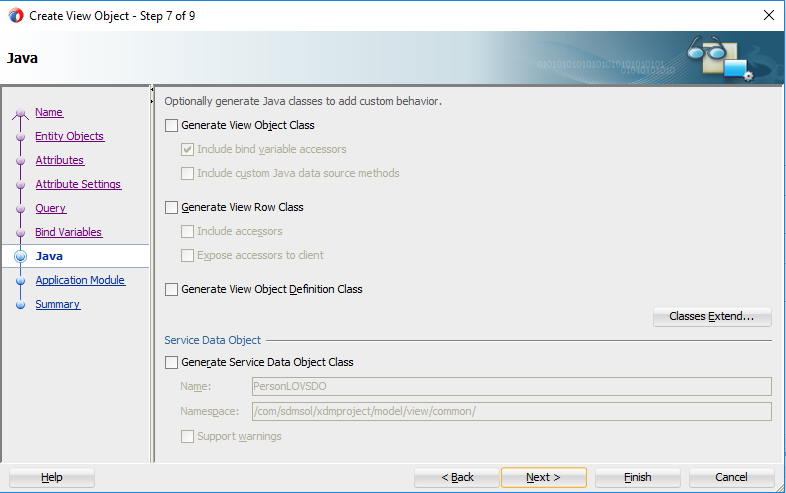 Create View Object - Step 7 of 9
Java
Name
Entity Objects
Attributes
Attribute Settings
Query
Bind Variables
Java
Application Module
Summary
Optionally generate Java classes to add custom behavior.
Generate View Object Class
Include bind variable accessors
Include custom Java data source methods
Generate View Row Class
Include accessors
Expose accessors to client
Generate View Object Definition Class
Classes Extend...
Service Data Object
Generate Service Data Object Class
Name: PersonLOVSDO
Namespace: /com/sdmsol/xdmproject/model/view/common/
Support warnings
Help < Back Next > Finish Cancel